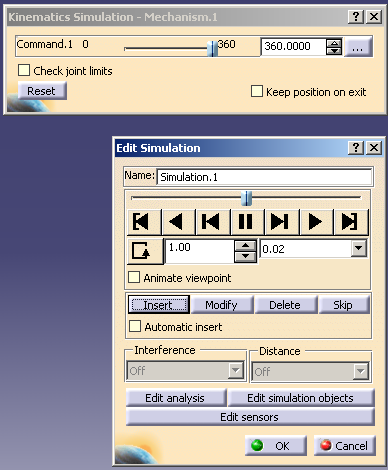 Kinematics Simulation - Mechanism.1
Command.1 0 360 360.0000 ...
Check joint limits
Keep position on exit
Reset
Edit Simulation
Name: Simulation.1
1.00 0.02
Animate viewpoint
Insert Modify Delete Skip
Automatic insert
Interference Distance
Off Off
Edit analysis Edit simulation objects
Edit sensors
OK Cancel